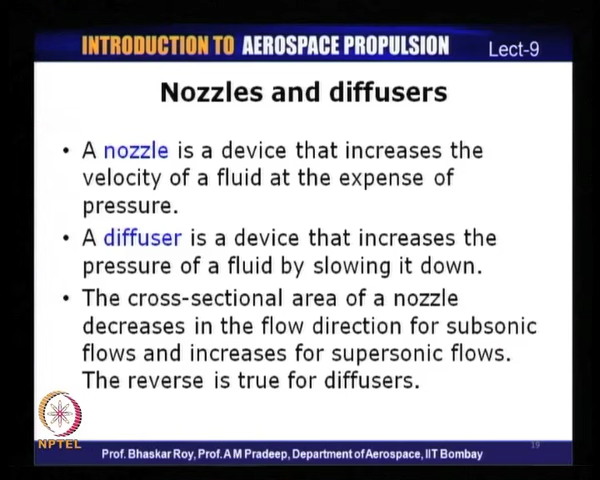 INTRODUCTION TO AEROSPACE PROPULSION Lect-9
Nozzles and diffusers
• A nozzle is a device that increases the
velocity of a fluid at the expense of
pressure.
• A diffuser is a device that increases the
pressure of a fluid by slowing it down.
• The cross-sectional area of a nozzle
decreases in the flow direction for subsonic
flows and increases for supersonic flows.
The reverse is true for diffusers.
NPTEL
19
Prof. Bhaskar Roy, Prof. A M Pradeep, Department of Aerospace, IIT Bombay